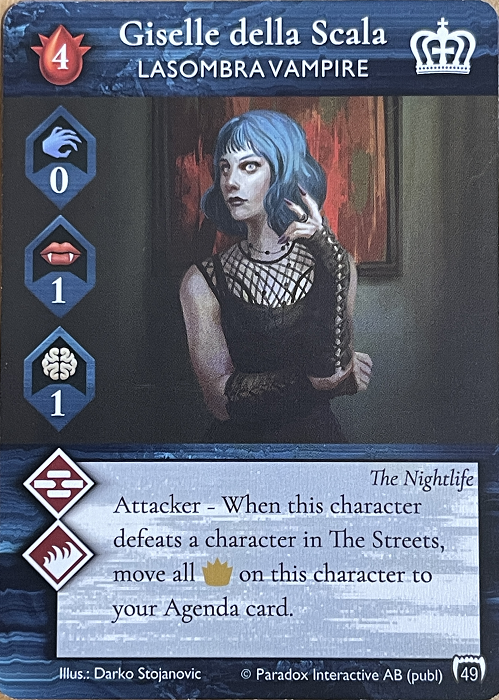 4
Giselle della Scala
LASOMBRA VAMPIRE
0
1
1
The Nightlife
Attacker - When this character
defeats a character in The Streets,
move all on this character to
your Agenda card.
Illus.: Darko Stojanovic © Paradox Interactive AB (publ) 49